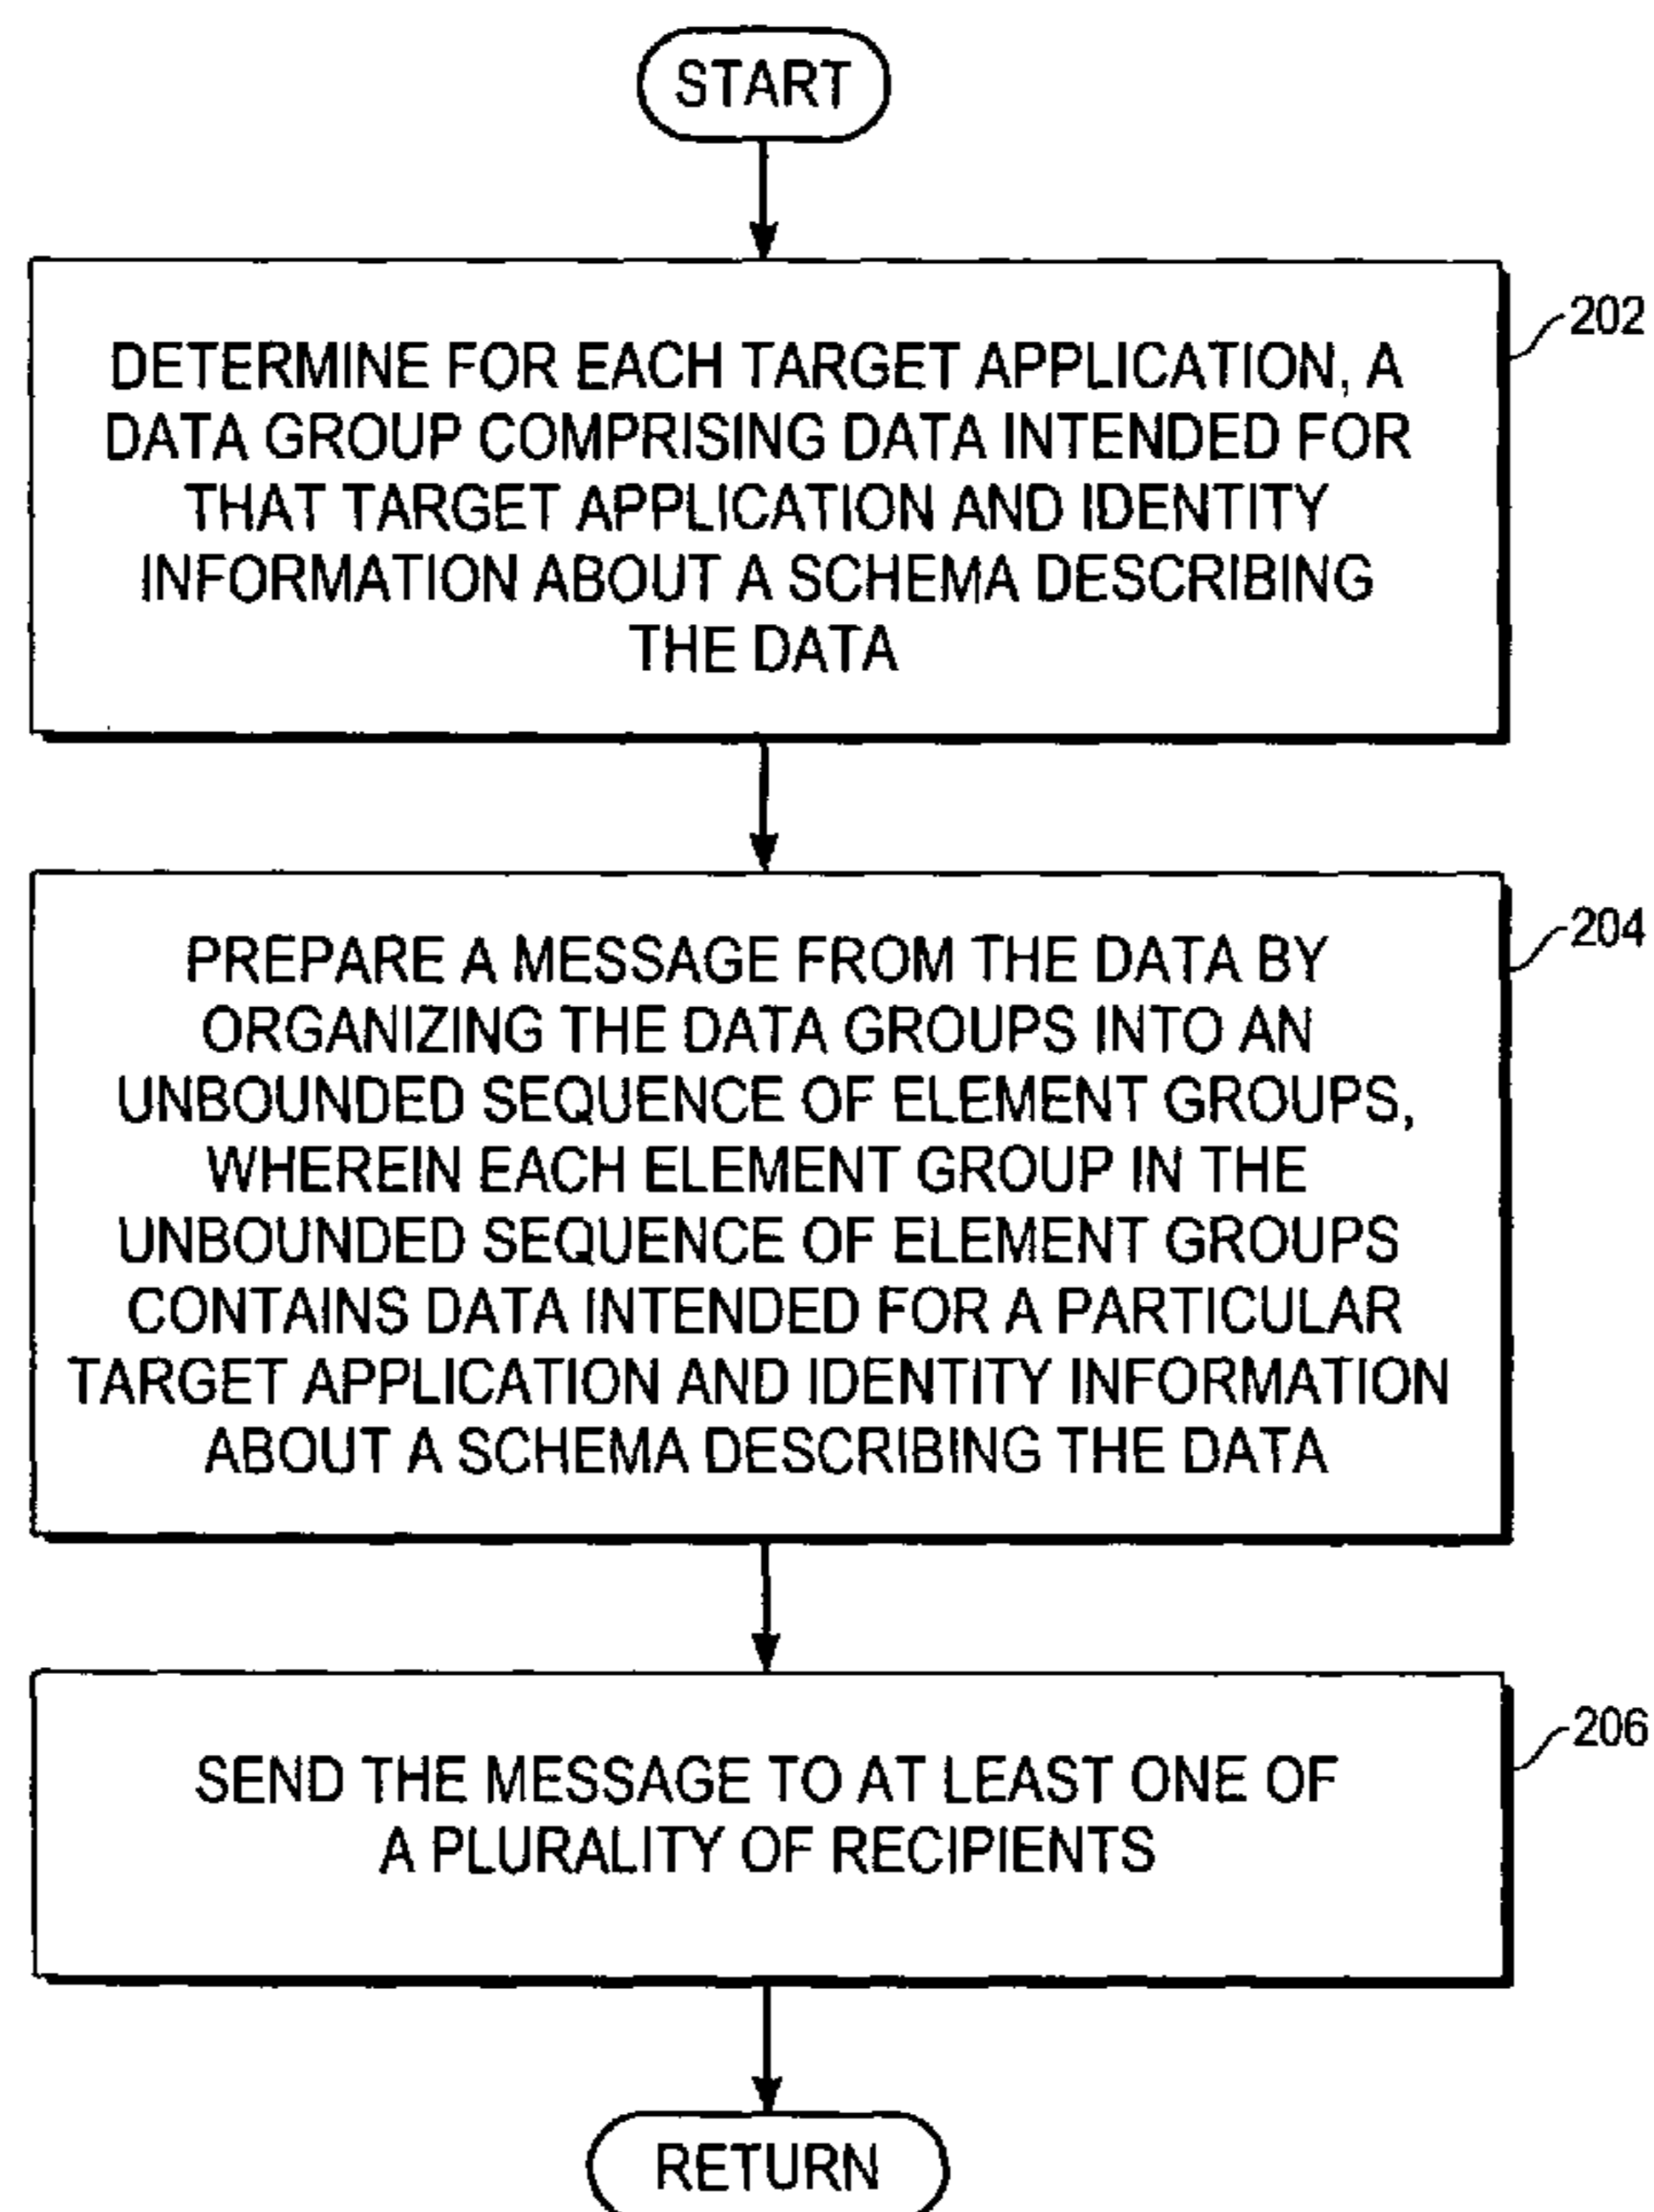 START
202
DETERMINE FOR EACH TARGET APPLICATION, A
DATA GROUP COMPRISING DATA INTENDED FOR
THAT TARGET APPLICATION AND IDENTITY
INFORMATION ABOUT A SCHEMA DESCRIBING
THE DATA
204
PREPARE A MESSAGE FROM THE DATA BY
ORGANIZING THE DATA GROUPS INTO AN
UNBOUNDED SEQUENCE OF ELEMENT GROUPS,
WHEREIN EACH ELEMENT GROUP IN THE
UNBOUNDED SEQUENCE OF ELEMENT GROUPS
CONTAINS DATA INTENDED FOR A PARTICULAR
TARGET APPLICATION AND IDENTITY INFORMATION
ABOUT A SCHEMA DESCRIBING THE DATA
206
SEND THE MESSAGE TO AT LEAST ONE OF
A PLURALITY OF RECIPIENTS
RETURN